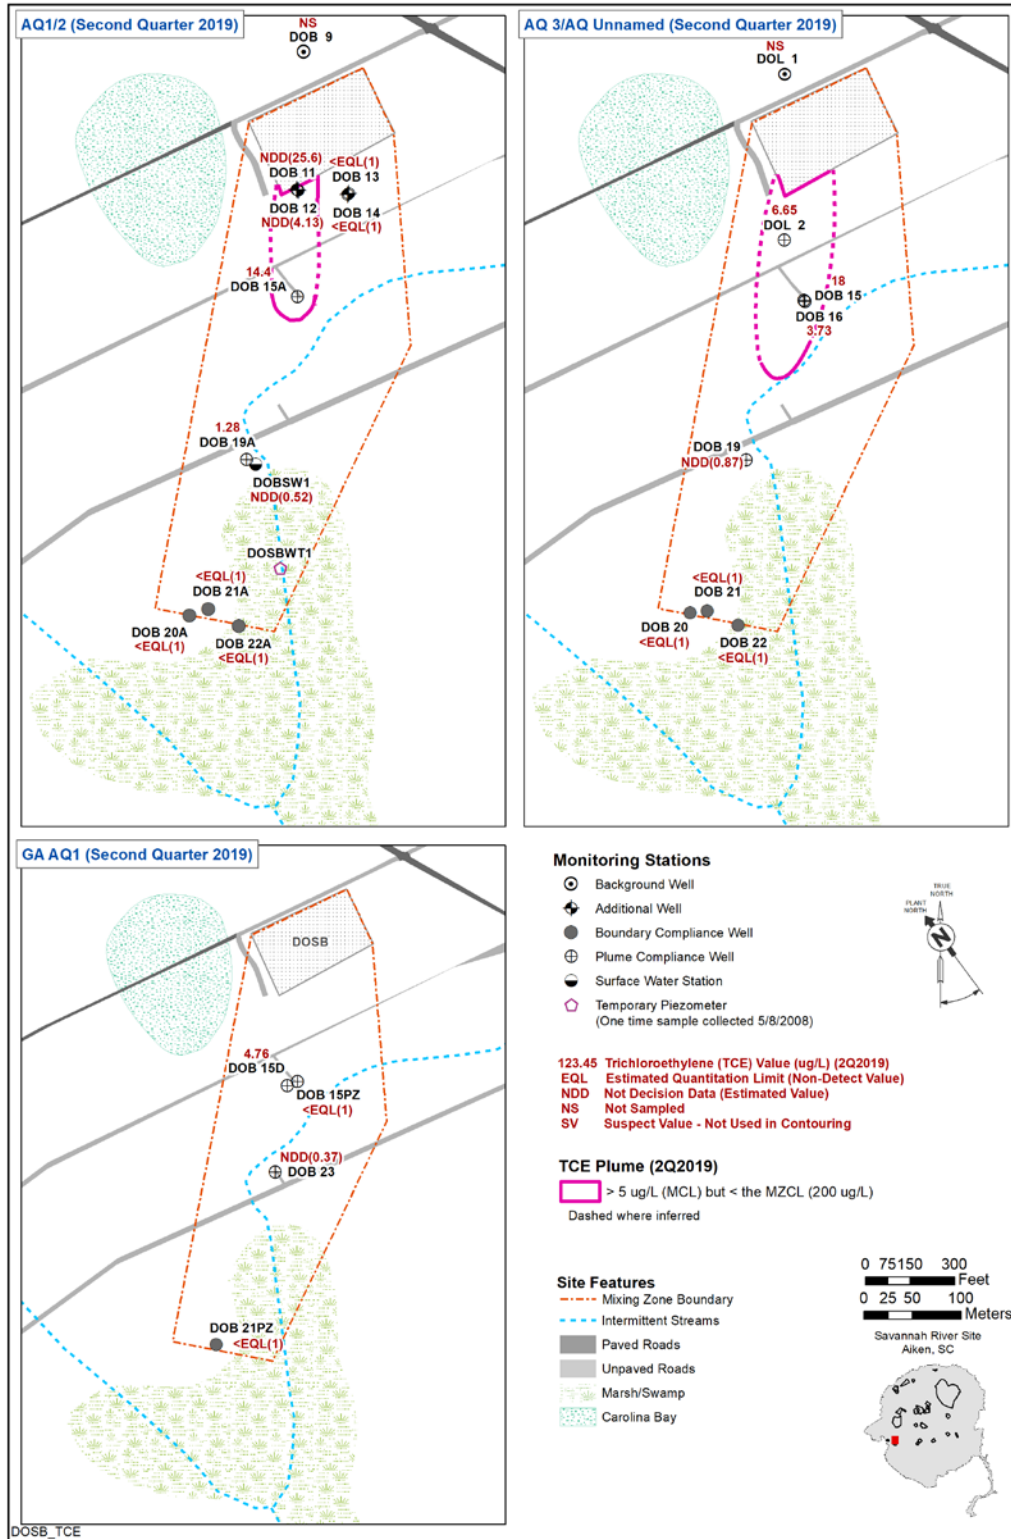 AQ1/2 (Second Quarter 2019)
NS
DOB 9
NDD(25.6)
DOB 11
<EQL(1)
DOB 13
DOB 12
NDD(4.13)
DOB 14
<EQL(1)
14.4
DOB 15A
1.28
DOB 19A
DOBSW1
NDD(0.52)
DOSBWT1
<EQL(1)
DOB 21A
DOB 20A
<EQL(1)
DOB 22A
<EQL(1)
AQ 3/AQ Unnamed (Second Quarter 2019)
NS
DOL 1
6.65
DOL 2
18
DOB 15
DOB 16
3.73
DOB 19
NDD(0.87)
<EQL(1)
DOB 21
DOB 20
<EQL(1)
DOB 22
<EQL(1)
GA AQ1 (Second Quarter 2019)
DOSB
4.76
DOB 15D
DOB 15PZ
<EQL(1)
NDD(0.37)
DOB 23
DOB 21PZ
<EQL(1)
Monitoring Stations
Background Well
Additional Well
Boundary Compliance Well
Plume Compliance Well
Surface Water Station
Temporary Piezometer
(One time sample collected 5/8/2008)
TRUE
NORTH
PLANT
NORTH
N
123.45 Trichloroethylene (TCE) Value (ug/L) (2Q2019)
EQL Estimated Quantitation Limit (Non-Detect Value)
NDD Not Decision Data (Estimated Value)
NS Not Sampled
SV Suspect Value - Not Used in Contouring
TCE Plume (2Q2019)
> 5 ug/L (MCL) but < the MZCL (200 ug/L)
Dashed where inferred
Site Features
Mixing Zone Boundary
Intermittent Streams
Paved Roads
Unpaved Roads
Marsh/Swamp
Carolina Bay
0 75150 300
Feet
0 25 50 100
Meters
Savannah River Site
Aiken, SC
DOSB_TCE